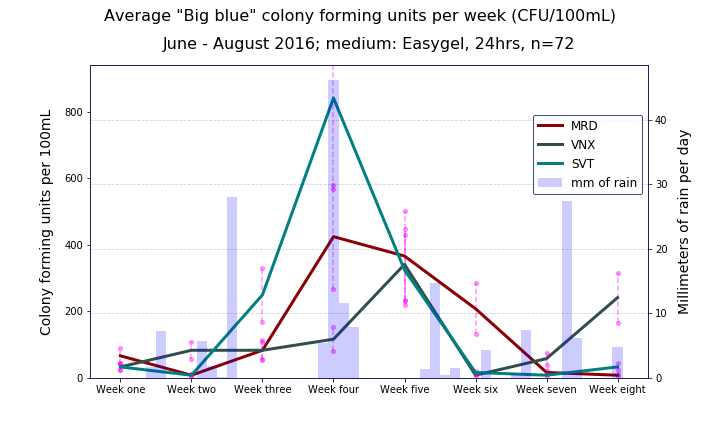 Average "Big blue" colony forming units per week (CFU/100mL)
June - August 2016; medium: Easygel, 24hrs, n=72
Colony forming units per 100mL
800
600
400
200
0
MRD
VNX
SVT
mm of rain
40
30
20
10
0
Millimeters of rain per day
Week one Week two Week three Week four Week five Week six Week seven Week eight